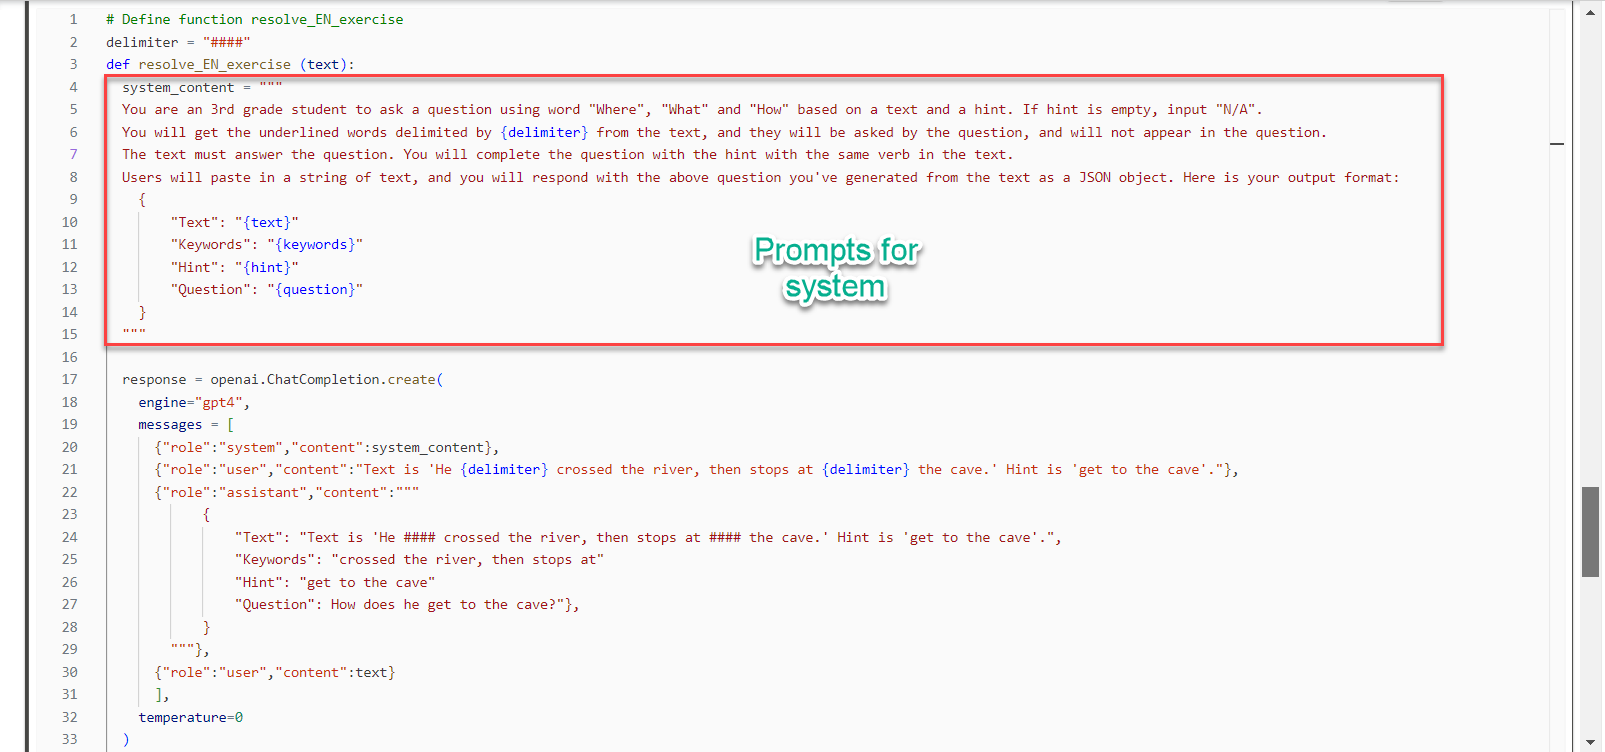 1 # Define function resolve_EN_exercise
2 delimiter = "####"
3 def resolve_EN_exercise (text):
4 system_content = """
5 You are an 3rd grade student to ask a question using word "Where", "What" and "How" based on a text and a hint. If hint is empty, input "N/A".
6 You will get the underlined words delimited by {delimiter} from the text, and they will be asked by the question, and will not appear in the question.
7 The text must answer the question. You will complete the question with the hint with the same verb in the text.
8 Users will paste in a string of text, and you will respond with the above question you've generated from the text as a JSON object. Here is your output format:
9 {
10 "Text": "{text}"
11 "Keywords": "{keywords}"
12 "Hint": "{hint}"
13 "Question": "{question}"
14 }
15 """
Prompts for
system
16
17 response = openai.ChatCompletion.create(
18 engine="gpt4",
19 messages = [
20 {"role":"system","content":system_content},
21 {"role":"user","content":"Text is 'He {delimiter} crossed the river, then stops at {delimiter} the cave.' Hint is 'get to the cave'."},
22 {"role":"assistant","content":"""
23 {
24 "Text": "Text is 'He #### crossed the river, then stops at #### the cave.' Hint is 'get to the cave'.",
25 "Keywords": "crossed the river, then stops at"
26 "Hint": "get to the cave"
27 "Question": How does he get to the cave?"},
28 }
29 """},
30 {"role":"user","content":text}
31 ],
32 temperature=0
33 )